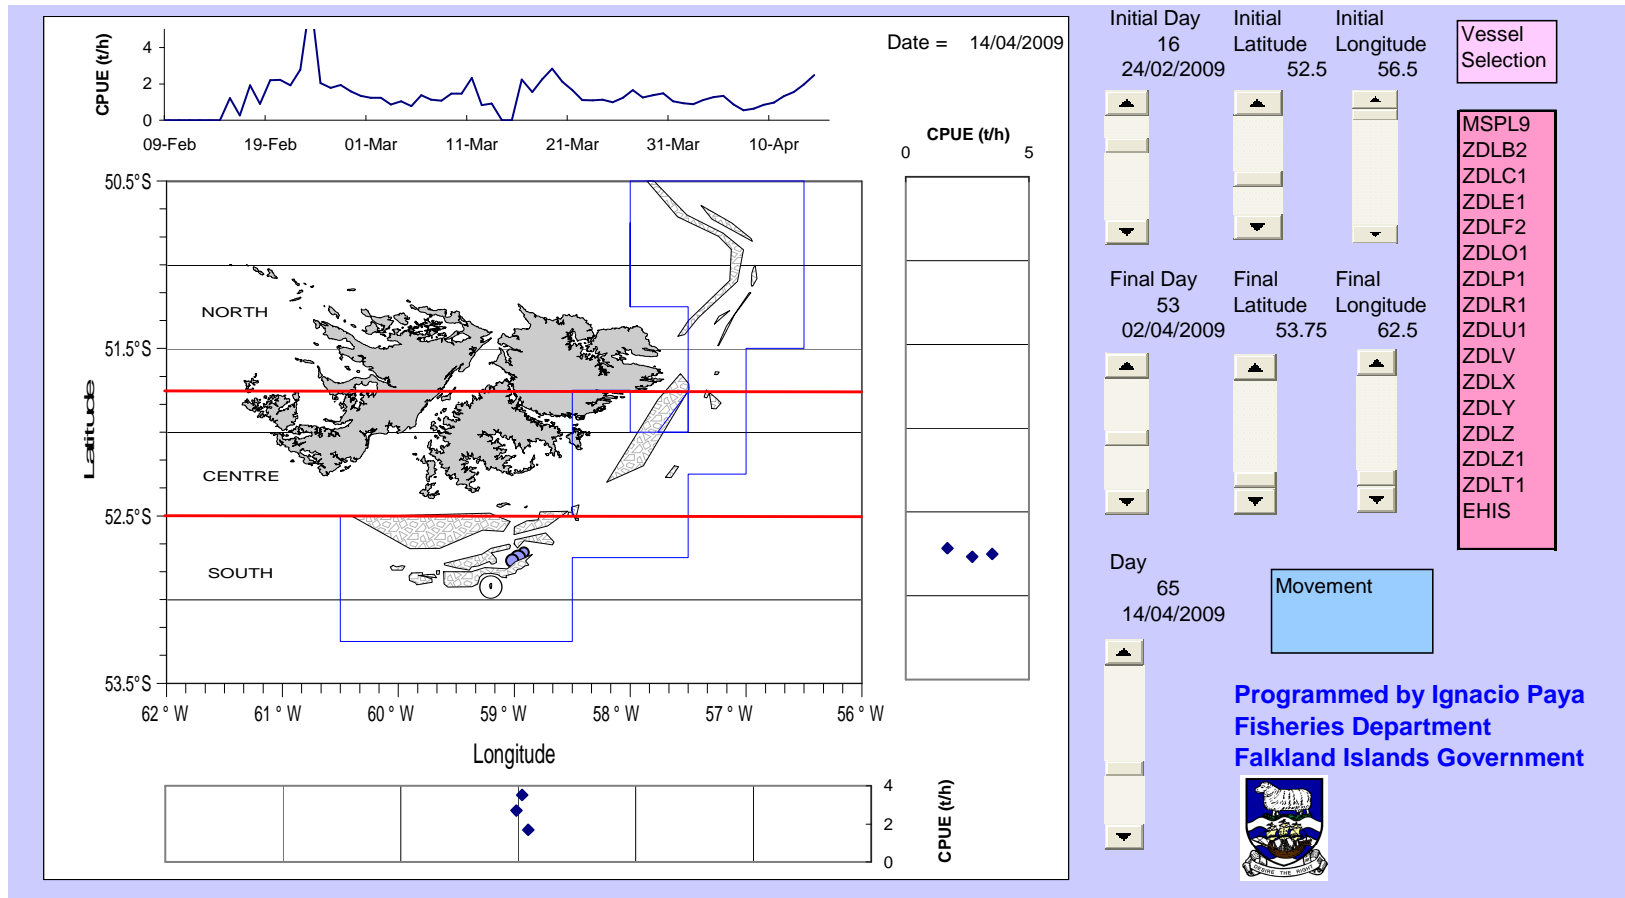 CPUE (t/h)
4
2
0
09-Feb 19-Feb 01-Mar 11-Mar 21-Mar 31-Mar 10-Apr
Date = 14/04/2009
CPUE (t/h)
0 5
Latitude
50.5°S
51.5°S
52.5°S
53.5°S
NORTH
CENTRE
SOUTH
62 ° W 61 ° W 60 ° W 59 ° W 58 ° W 57 ° W 56 ° W
Longitude
4
2
0
CPUE (t/h)
Initial Day
16
24/02/2009
Initial
Latitude
52.5
Initial
Longitude
56.5
Final Day
53
02/04/2009
Final
Latitude
53.75
Final
Longitude
62.5
Day
65
14/04/2009
Vessel
Selection
MSPL9
ZDLB2
ZDLC1
ZDLE1
ZDLF2
ZDLO1
ZDLP1
ZDLR1
ZDLU1
ZDLV
ZDLX
ZDLY
ZDLZ
ZDLZ1
ZDLT1
EHIS
Movement
Programmed by Ignacio Paya
Fisheries Department
Falkland Islands Government
DESIRE THE RIGHT